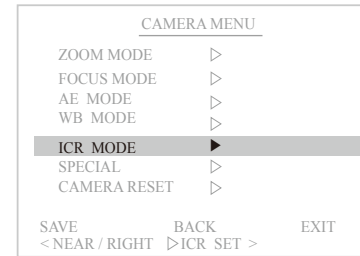 CAMERA MENU
ZOOM MODE ▷
FOCUS MODE ▷
AE MODE ▷
WB MODE ▷
ICR MODE ▶
SPECIAL ▷
CAMERA RESET ▷
SAVE BACK EXIT
< NEAR / RIGHT ▷ICR SET >